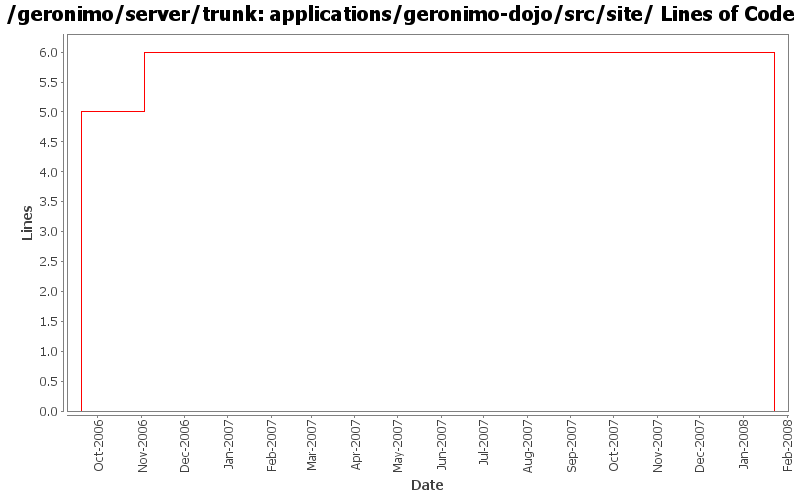 /geronimo/server/trunk: applications/geronimo-dojo/src/site/ Lines of Code
6.0
5.5
5.0
4.5
4.0
3.5
3.0
2.5
2.0
1.5
1.0
0.5
0.0
Lines
Oct-2006
Nov-2006
Dec-2006
Jan-2007
Feb-2007
Mar-2007
Apr-2007
May-2007
Jun-2007
Jul-2007
Aug-2007
Sep-2007
Oct-2007
Nov-2007
Dec-2007
Jan-2008
Feb-2008
Date